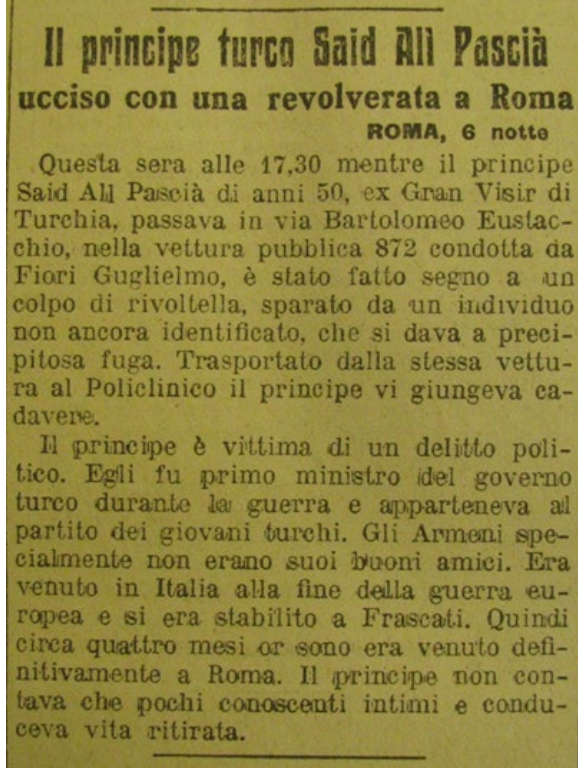 Il principe turco Said Alì Pascià
ucciso con una revolverata a Roma
ROMA, 6 notte
Questa sera alle 17,30 mentre il principe
Said Alì Pascià di anni 50, ex Gran Visir di
Turchia, passava in via Bartolomeo Eustac-
chio, nella vettura pubblica 872 condotta da
Fiori Guglielmo, è stato fatto segno a un
colpo di rivoltella, sparato da un individuo
non ancora identificato, che si dava a preci-
pitosa fuga. Trasportato dalla stessa vettu-
ra al Policlinico il principe vi giungeva ca-
davere.
Il principe è vittima di un delitto poli-
tico. Egli fu primo ministro del governo
turco durante la guerra e apparteneva al
partito dei giovani turchi. Gli Armeni spe-
cialmente non erano suoi buoni amici. Era
venuto in Italia alla fine della guerra eu-
ropea e si era stabilito a Frascati. Quindi
circa quattro mesi or sono era venuto defi-
nitivamente a Roma. Il principe non con-
tava che pochi conoscenti intimi e condu-
ceva vita ritirata.